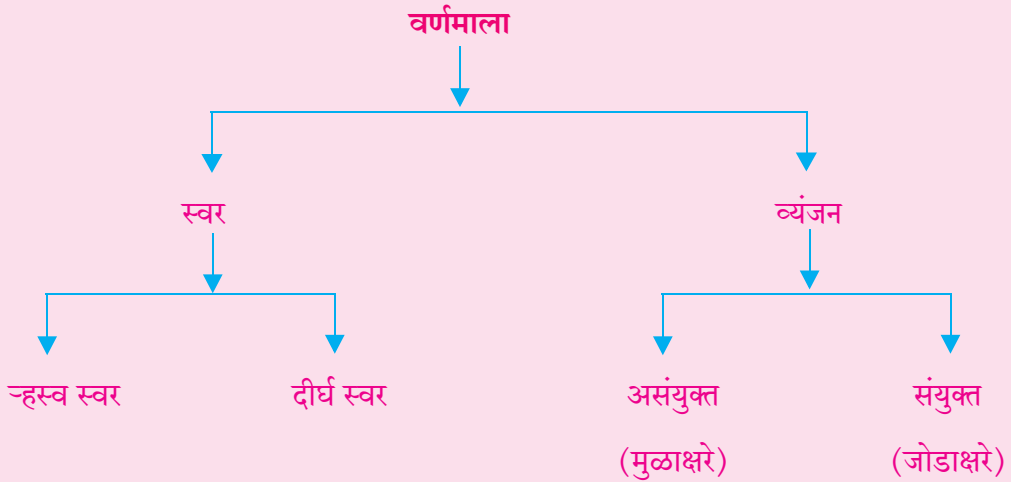 वर्णमाला
स्वर व्यंजन
ऱ्हस्व स्वर दीर्घ स्वर असंयुक्त संयुक्त
(मुळाक्षरे) (जोडाक्षरे)